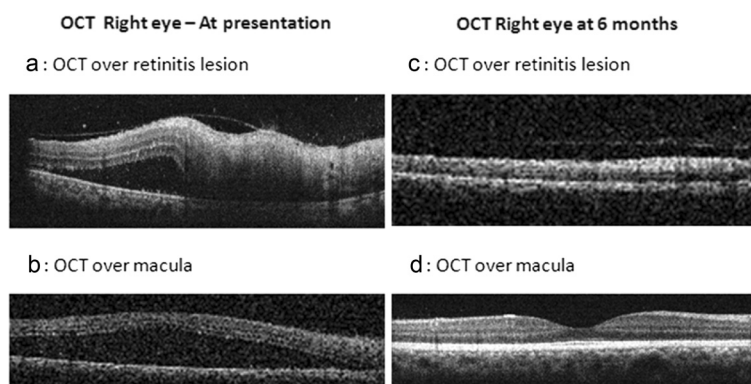 OCT Right eye – At presentation
OCT Right eye at 6 months
a: OCT over retinitis lesion
c: OCT over retinitis lesion
b: OCT over macula
d: OCT over macula